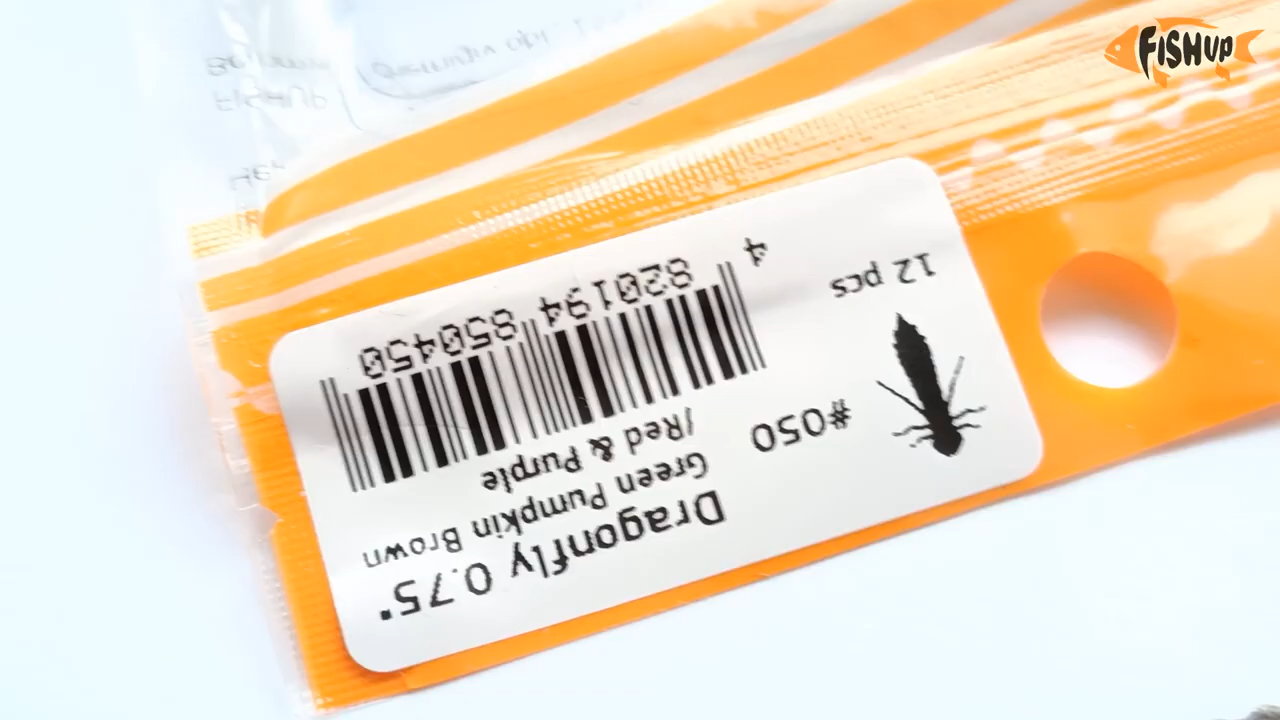 FISHUP
Dragonfly 0.75"
Green Pumpkin Brown
/Red & Purple
#050
12 pcs
4 820194 850450